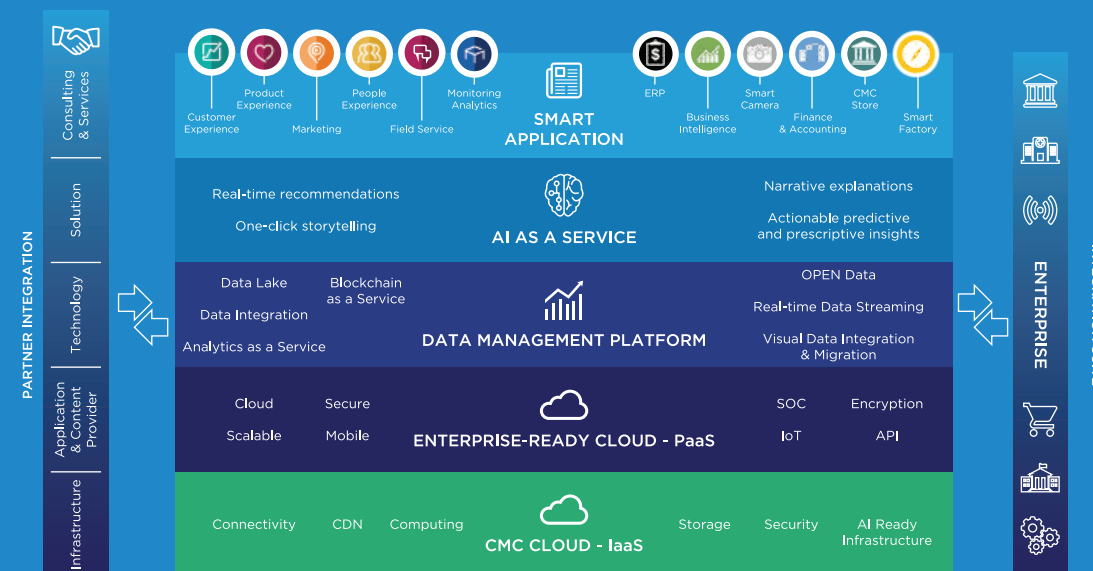 PARTNER INTEGRATION
Consulting
& Services
Solution
Technology
Application
& Content
Provider
Infrastructure
Customer
Experience
Product
Experience
Marketing
People
Experience
Field Service
Monitoring
Analytics
SMART
APPLICATION
ERP
Business
Intelligence
Smart
Camera
Finance
& Accounting
CMC
Store
Smart
Factory
Real-time recommendations
One-click storytelling
AI AS A SERVICE
Narrative explanations
Actionable predictive
and prescriptive insights
Data Lake
Blockchain
as a Service
Data Integration
Analytics as a Service
DATA MANAGEMENT PLATFORM
OPEN Data
Real-time Data Streaming
Visual Data Integration
& Migration
Cloud
Secure
Scalable
Mobile
ENTERPRISE-READY CLOUD - PaaS
SOC
Encryption
IoT
API
Connectivity
CDN
Computing
CMC CLOUD - IaaS
Storage
Security
AI Ready
Infrastructure
ENTERPRISE